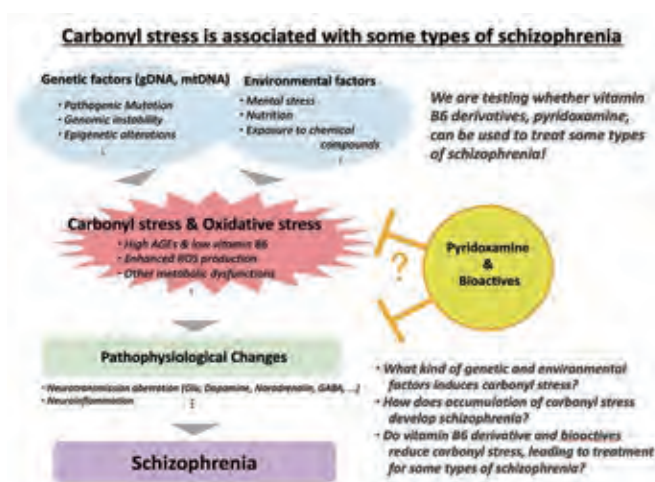 Carbonyl stress is associated with some types of schizophrenia
Genetic factors (gDNA, mtDNA)
• Pathogenic Mutation
• Genomic instability
• Epigenetic alterations
Environmental factors
• Mental stress
• Nutrition
• Exposure to chemical
compounds
We are testing whether vitamin
B6 derivatives, pyridoxamine,
can be used to treat some types
of schizophrenia!
Carbonyl stress & Oxidative stress
• High AGEs & low vitamin B6
• Enhanced ROS production
• Other metabolic dysfunctions
?
Pyridoxamine
&
Bioactives
Pathophysiological Changes
• Neurotransmission aberration (Glu, Dopamine, Noradrenalin, GABA, ...)
• Neuroinflammation
Schizophrenia
• What kind of genetic and environmental
factors induces carbonyl stress?
• How does accumulation of carbonyl stress
develop schizophrenia?
• Do vitamin B6 derivative and bioactives
reduce carbonyl stress, leading to treatment
for some types of schizophrenia?